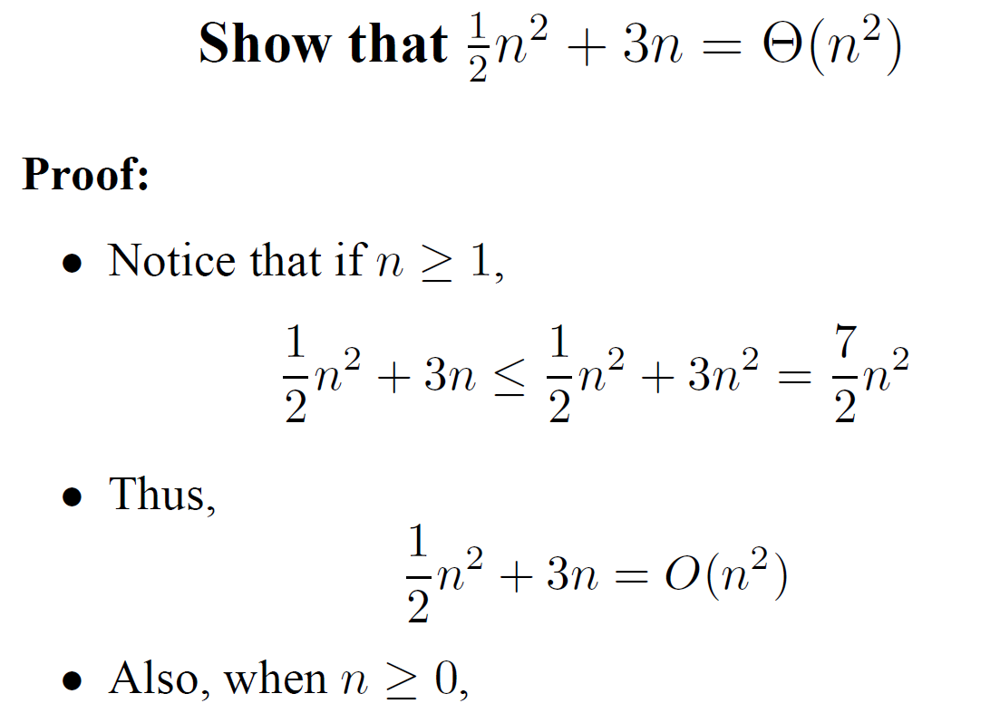 Show that $\frac{1}{2}n^2 + 3n = \Theta(n^2)$
Proof:
• Notice that if $n \geq 1$,
$\frac{1}{2}n^2 + 3n \leq \frac{1}{2}n^2 + 3n^2 = \frac{7}{2}n^2$
• Thus,
$\frac{1}{2}n^2 + 3n = O(n^2)$
• Also, when $n \geq 0$,